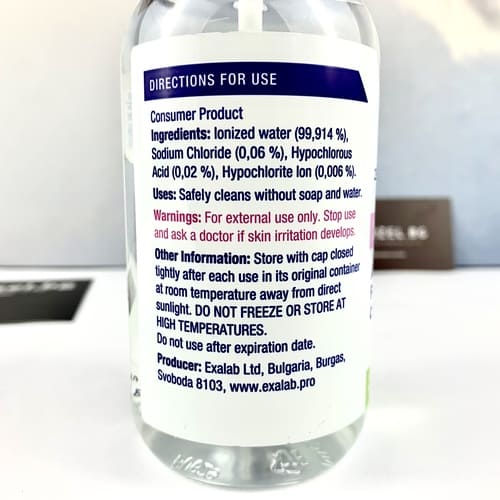 DIRECTIONS FOR USE
Consumer Product
Ingredients: Ionized water (99,914 %),
Sodium Chloride (0,06 %), Hypochlorous
Acid (0,02 %), Hypochlorite Ion (0,006 %).
Uses: Safely cleans without soap and water.
Warnings: For external use only. Stop use
and ask a doctor if skin irritation develops.
Other Information: Store with cap closed
tightly after each use in its original container
at room temperature away from direct
sunlight. DO NOT FREEZE OR STORE AT
HIGH TEMPERATURES.
Do not use after expiration date.
Producer: Exalab Ltd, Bulgaria, Burgas,
Svoboda 8103, www.exalab.pro